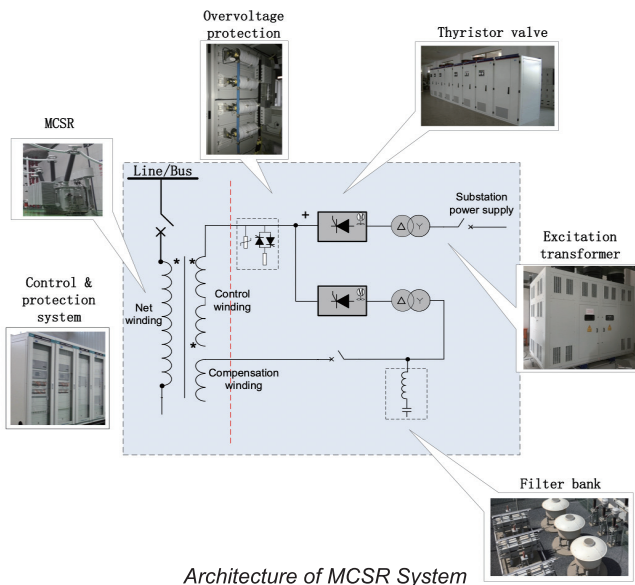 Overvoltage
protection
Thyristor valve
MCSR
Line/Bus
Substation
power supply
Excitation
transformer
Control &
protection
system
Net
winding
Control
winding
Compensation
winding
Filter bank
Architecture of MCSR System